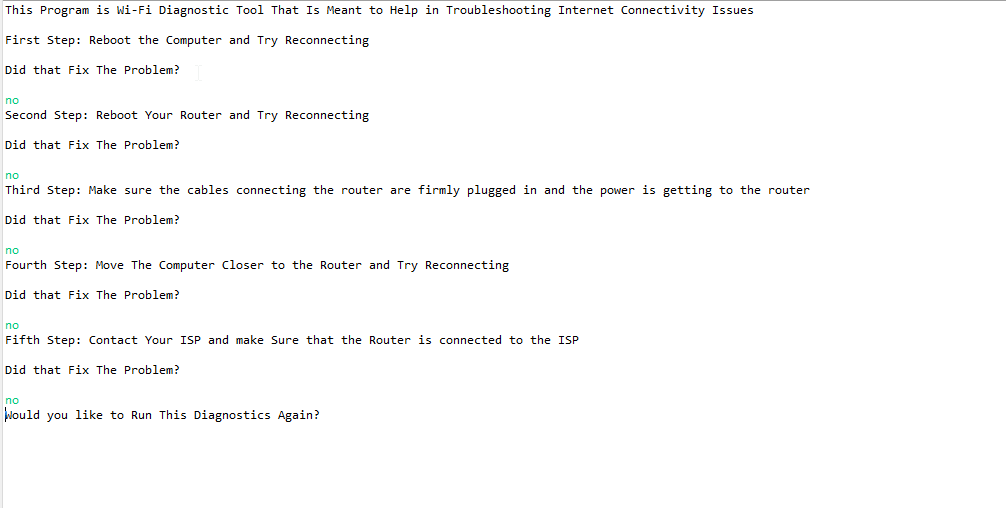 This Program is Wi-Fi Diagnostic Tool That Is Meant to Help in Troubleshooting Internet Connectivity Issues
First Step: Reboot the Computer and Try Reconnecting
Did that Fix The Problem?
no
Second Step: Reboot Your Router and Try Reconnecting
Did that Fix The Problem?
no
Third Step: Make sure the cables connecting the router are firmly plugged in and the power is getting to the router
Did that Fix The Problem?
no
Fourth Step: Move The Computer Closer to the Router and Try Reconnecting
Did that Fix The Problem?
no
Fifth Step: Contact Your ISP and make Sure that the Router is connected to the ISP
Did that Fix The Problem?
no
Would you like to Run This Diagnostics Again?